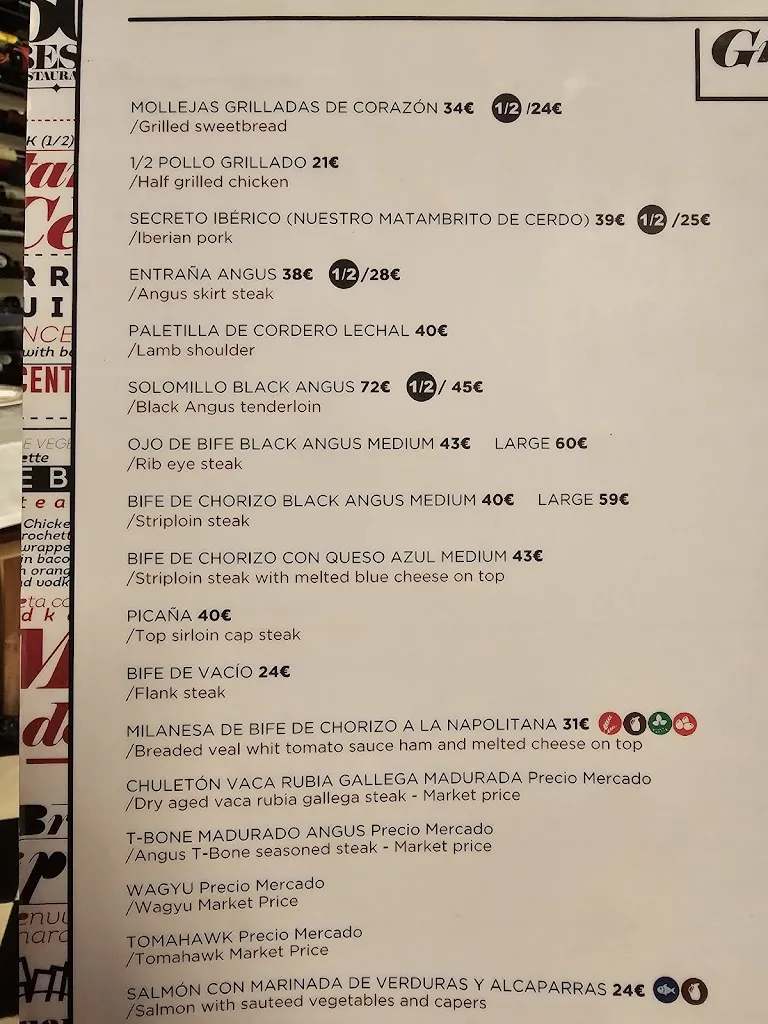 MOLLEJAS GRILLADAS DE CORAZÓN 34€ 1/2 /24€
/Grilled sweetbread
1/2 POLLO GRILLADO 21€
/Half grilled chicken
SECRETO IBÉRICO (NUESTRO MATAMBRITO DE CERDO) 39€ 1/2 /25€
/Iberian pork
ENTRAÑA ANGUS 38€ 1/2 /28€
/Angus skirt steak
PALETILLA DE CORDERO LECHAL 40€
/Lamb shoulder
SOLOMILLO BLACK ANGUS 72€ 1/2 / 45€
/Black Angus tenderloin
OJO DE BIFE BLACK ANGUS MEDIUM 43€ LARGE 60€
/Rib eye steak
BIFE DE CHORIZO BLACK ANGUS MEDIUM 40€ LARGE 59€
/Striploin steak
BIFE DE CHORIZO CON QUESO AZUL MEDIUM 43€
/Striploin steak with melted blue cheese on top
PICAÑA 40€
/Top sirloin cap steak
BIFE DE VACÍO 24€
/Flank steak
MILANESA DE BIFE DE CHORIZO A LA NAPOLITANA 31€
/Breaded veal whit tomato sauce ham and melted cheese on top
CHULETÓN VACA RUBIA GALLEGA MADURADA Precio Mercado
/Dry aged vaca rubia gallega steak - Market price
T-BONE MADURADO ANGUS Precio Mercado
/Angus T-Bone seasoned steak - Market price
WAGYU Precio Mercado
/Wagyu Market Price
TOMAHAWK Precio Mercado
/Tomahawk Market Price
SALMÓN CON MARINADA DE VERDURAS Y ALCAPARRAS 24€
/Salmon with sauteed vegetables and capers